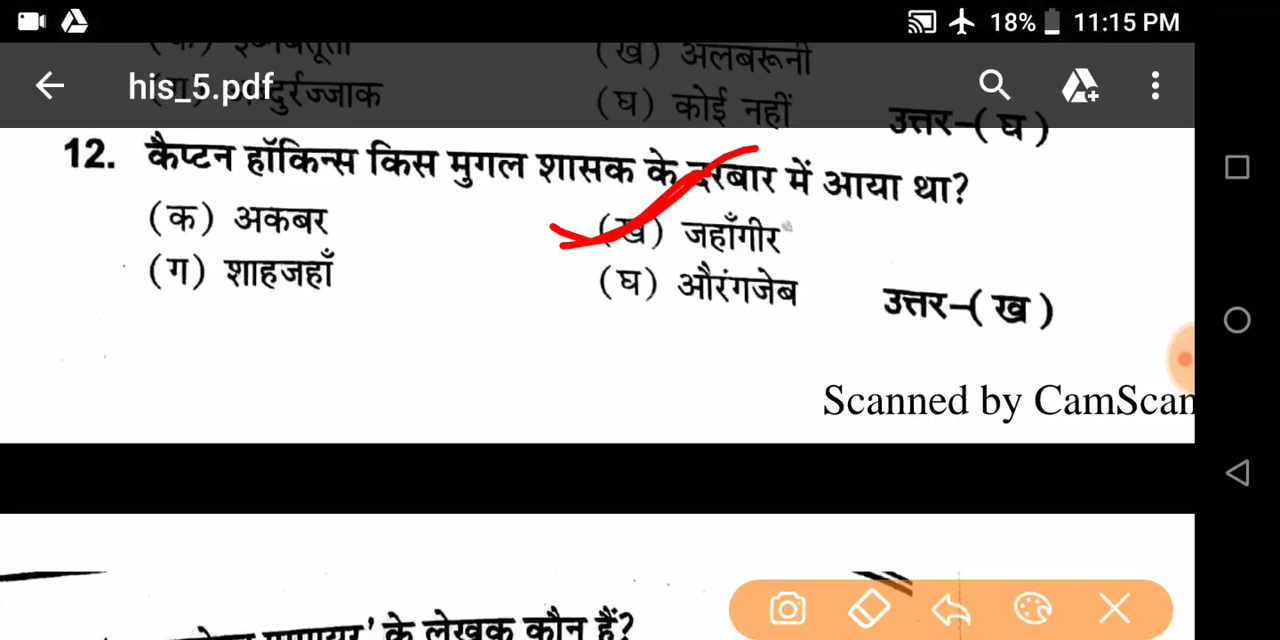 18% 11:15 PM
(ख) अलबरूनी
his_5.pdf
(घ) कोई नहीं
उत्तर–( घ )
12. कैप्टन हॉकिन्स किस मुगल शासक के दरबार में आया था?
(क) अकबर (ख) जहाँगीर
(ग) शाहजहाँ (घ) औरंगजेब
उत्तर–( ख )
Scanned by CamScan
के लेखक कौन हैं?